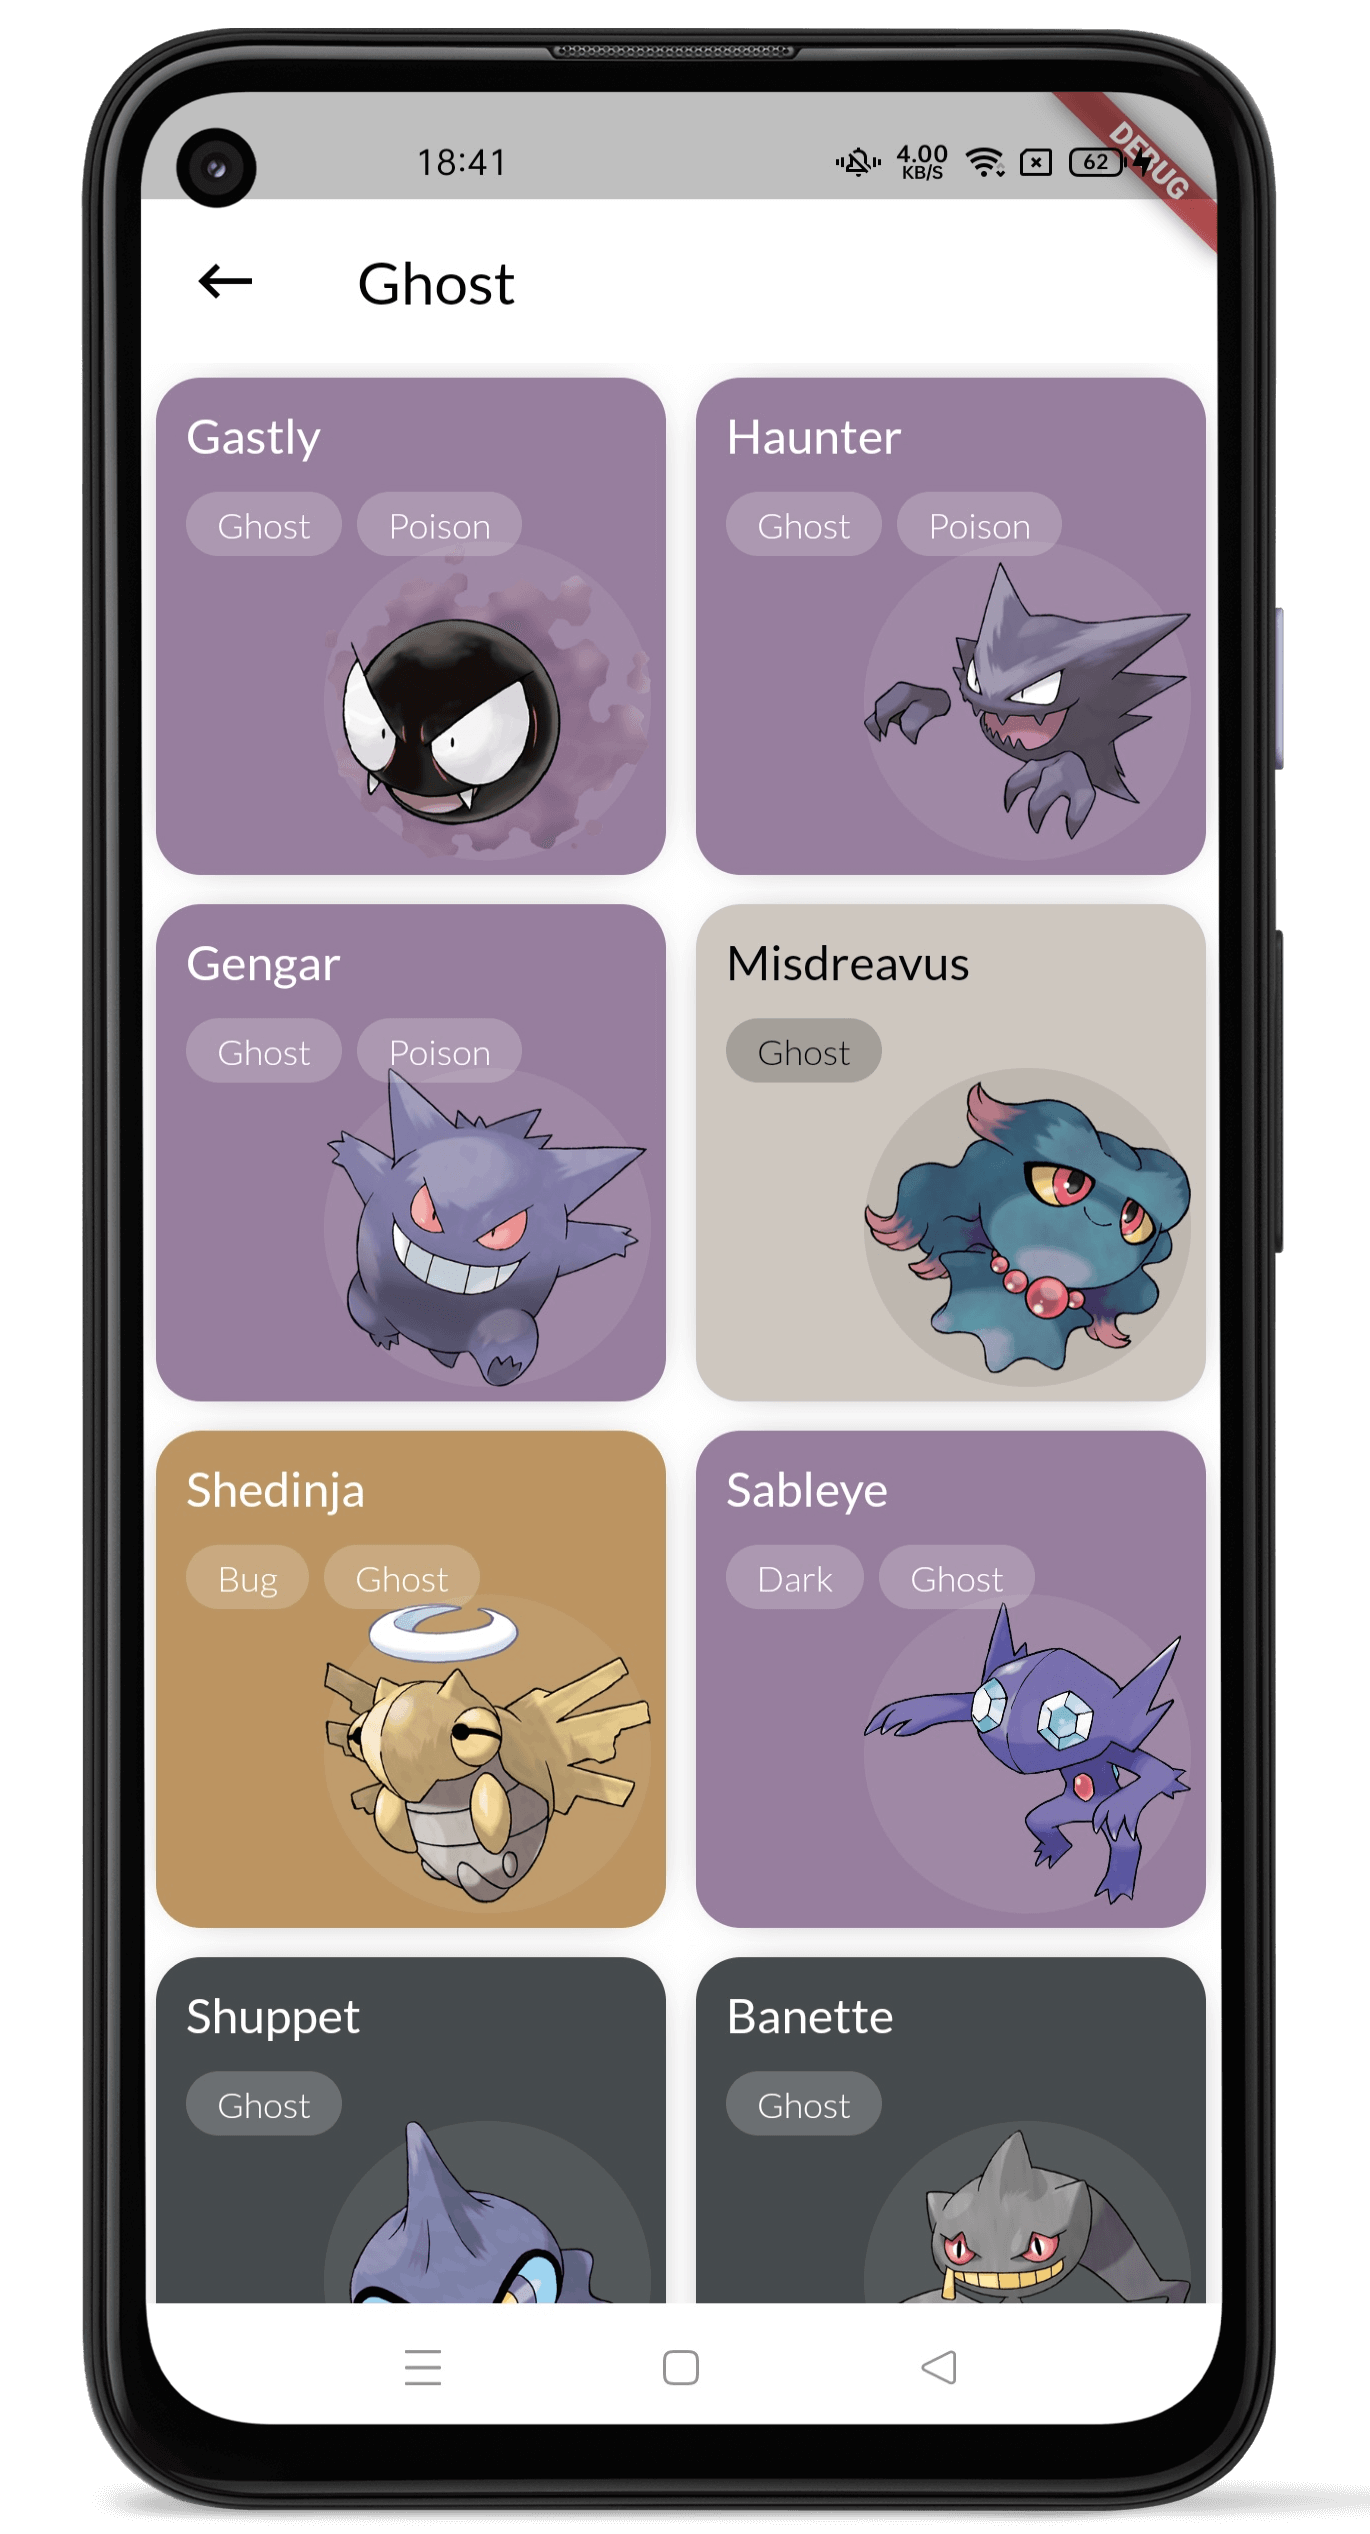 18:41
4.00
KB/S
62
DEBUG
Ghost
Gastly
Ghost Poison
Haunter
Ghost Poison
Gengar
Ghost Poison
Misdreavus
Ghost
Shedinja
Bug Ghost
Sableye
Dark Ghost
Shuppet
Ghost
Banette
Ghost